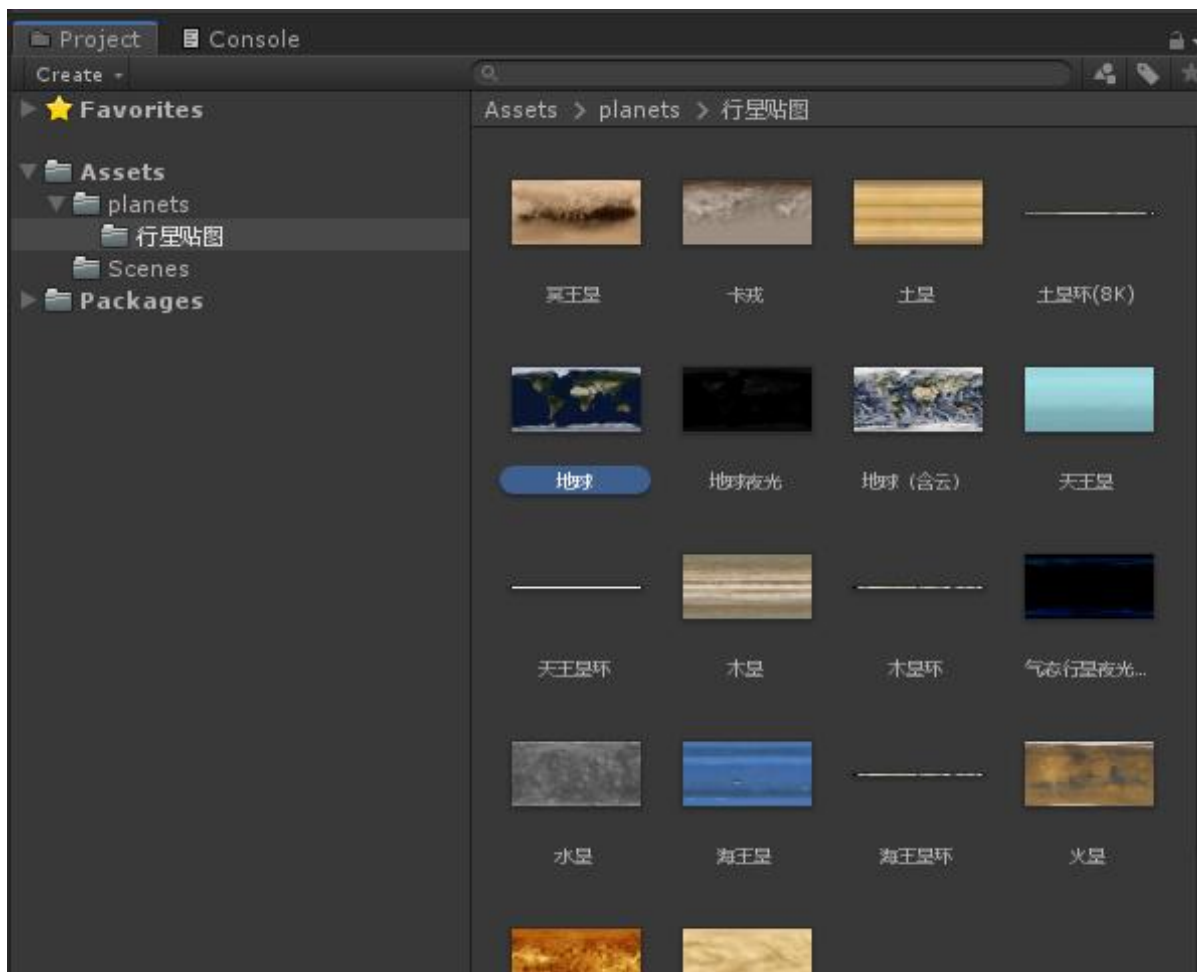 Project Console
Create
Favorites
Assets > planets > 行星贴图
Assets
planets
行星贴图
Scenes
Packages
冥王星 卡戎 土星 土星环(8K)
地球 地球夜光 地球（含云） 天王星
天王星环 木星 木星环 气态行星夜光...
水星 海王星 海王星环 火星